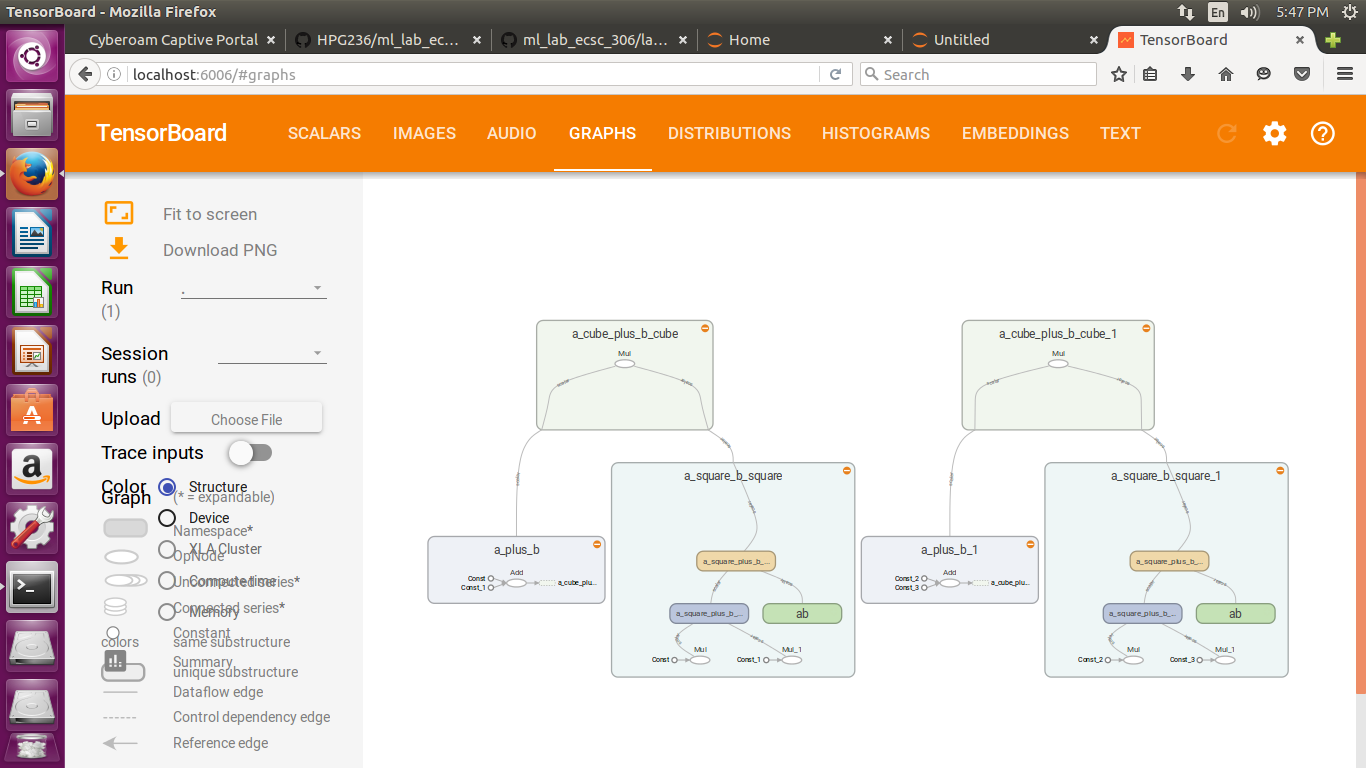 TensorBoard - Mozilla Firefox
En
5:47 PM
Cyberoam Captive Portal
HPG236/ml_lab_ec...
ml_lab_ecsc_306/la...
Home
Untitled
TensorBoard
localhost:6006/#graphs
Search
TensorBoard
SCALARS
IMAGES
AUDIO
GRAPHS
DISTRIBUTIONS
HISTOGRAMS
EMBEDDINGS
TEXT
Fit to screen
Download PNG
Run
(1)
.
Session
runs (0)
Upload
Choose File
Trace inputs
Color
Structure
Graph
(* = expandable)
Device
Namespace*
XLA Cluster
OpNode
Compute time
Unconnected series*
Connected series*
Memory
Constant
colors
same substructure
Summary
unique substructure
Dataflow edge
Control dependency edge
Reference edge
a_cube_plus_b_cube
Mul
a_square_b_square
a_square_plus_b_...
a_square_plus_b_...
ab
Mul
Mul_1
Const
Const_1
a_plus_b
Add
Const
Const_1
a_cube_plu...
a_cube_plus_b_cube_1
Mul
a_square_b_square_1
a_square_plus_b_...
a_square_plus_b_...
ab
Mul
Mul_1
Const_2
Const_3
a_plus_b_1
Add
Const_2
Const_3
a_cube_plu...